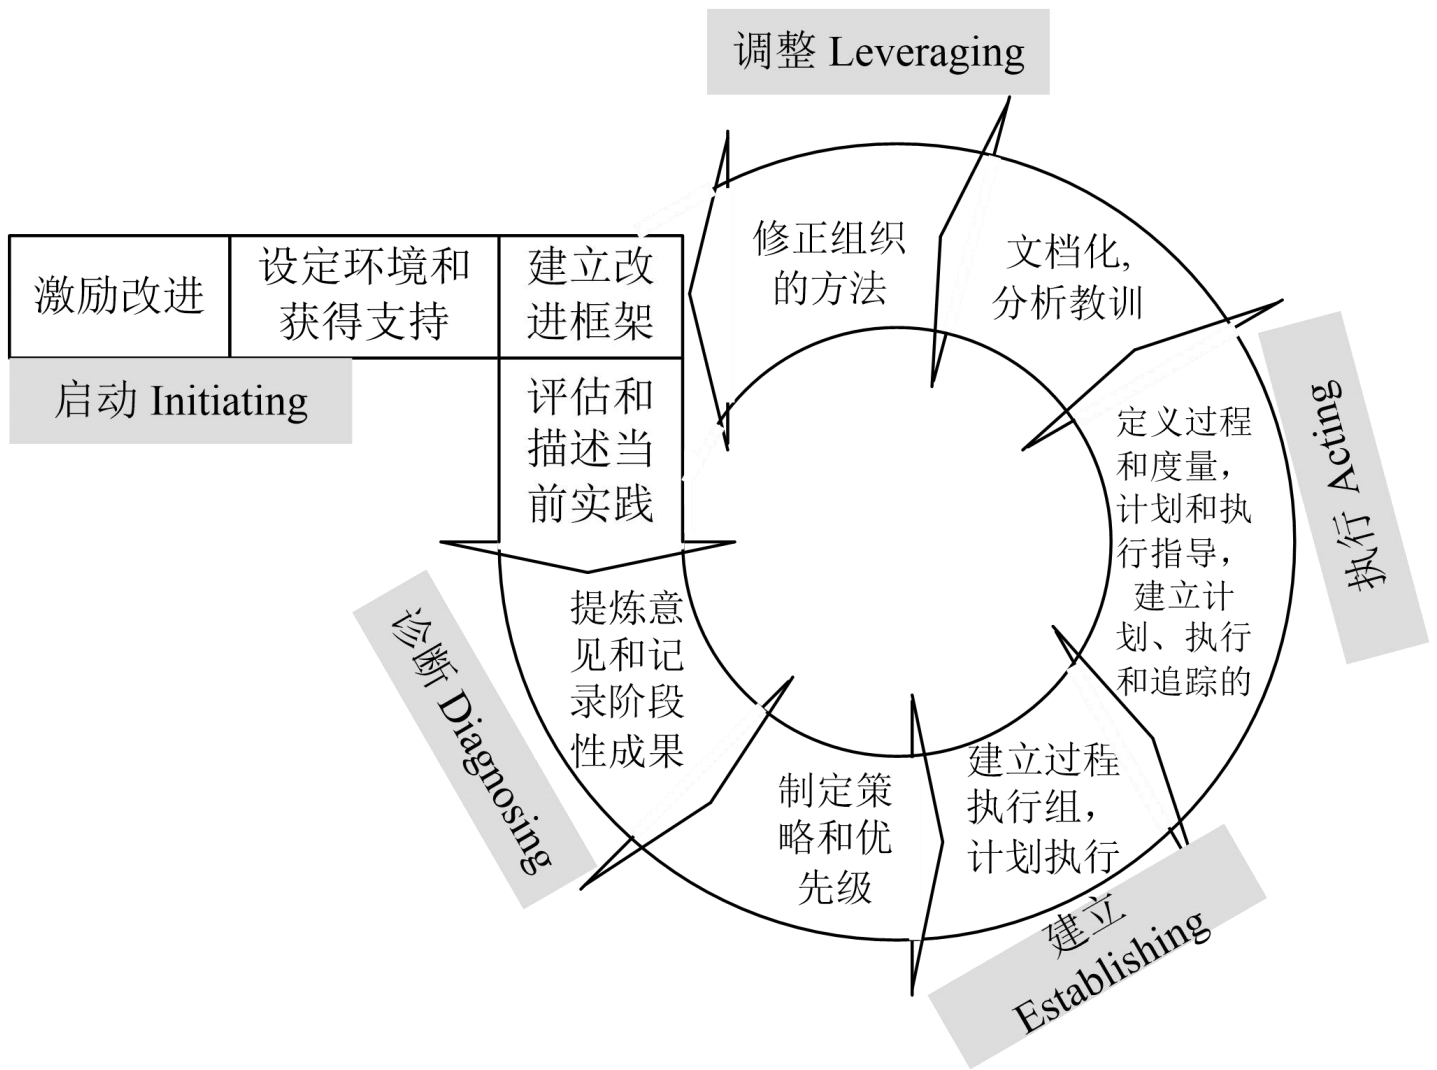 调整 Leveraging
激励改进
设定环境和
获得支持
建立改
进框架
启动 Initiating
评估和
描述当
前实践
诊断 Diagnosing
提炼意
见和记
录阶段
性成果
制定策
略和优
先级
建立过程
执行组，
计划执行
建立
Establishing
定义过程
和度量，
计划和执
行指导，
建立计
划、执行
和追踪的
执行 Acting
文档化，
分析教训
修正组织
的方法